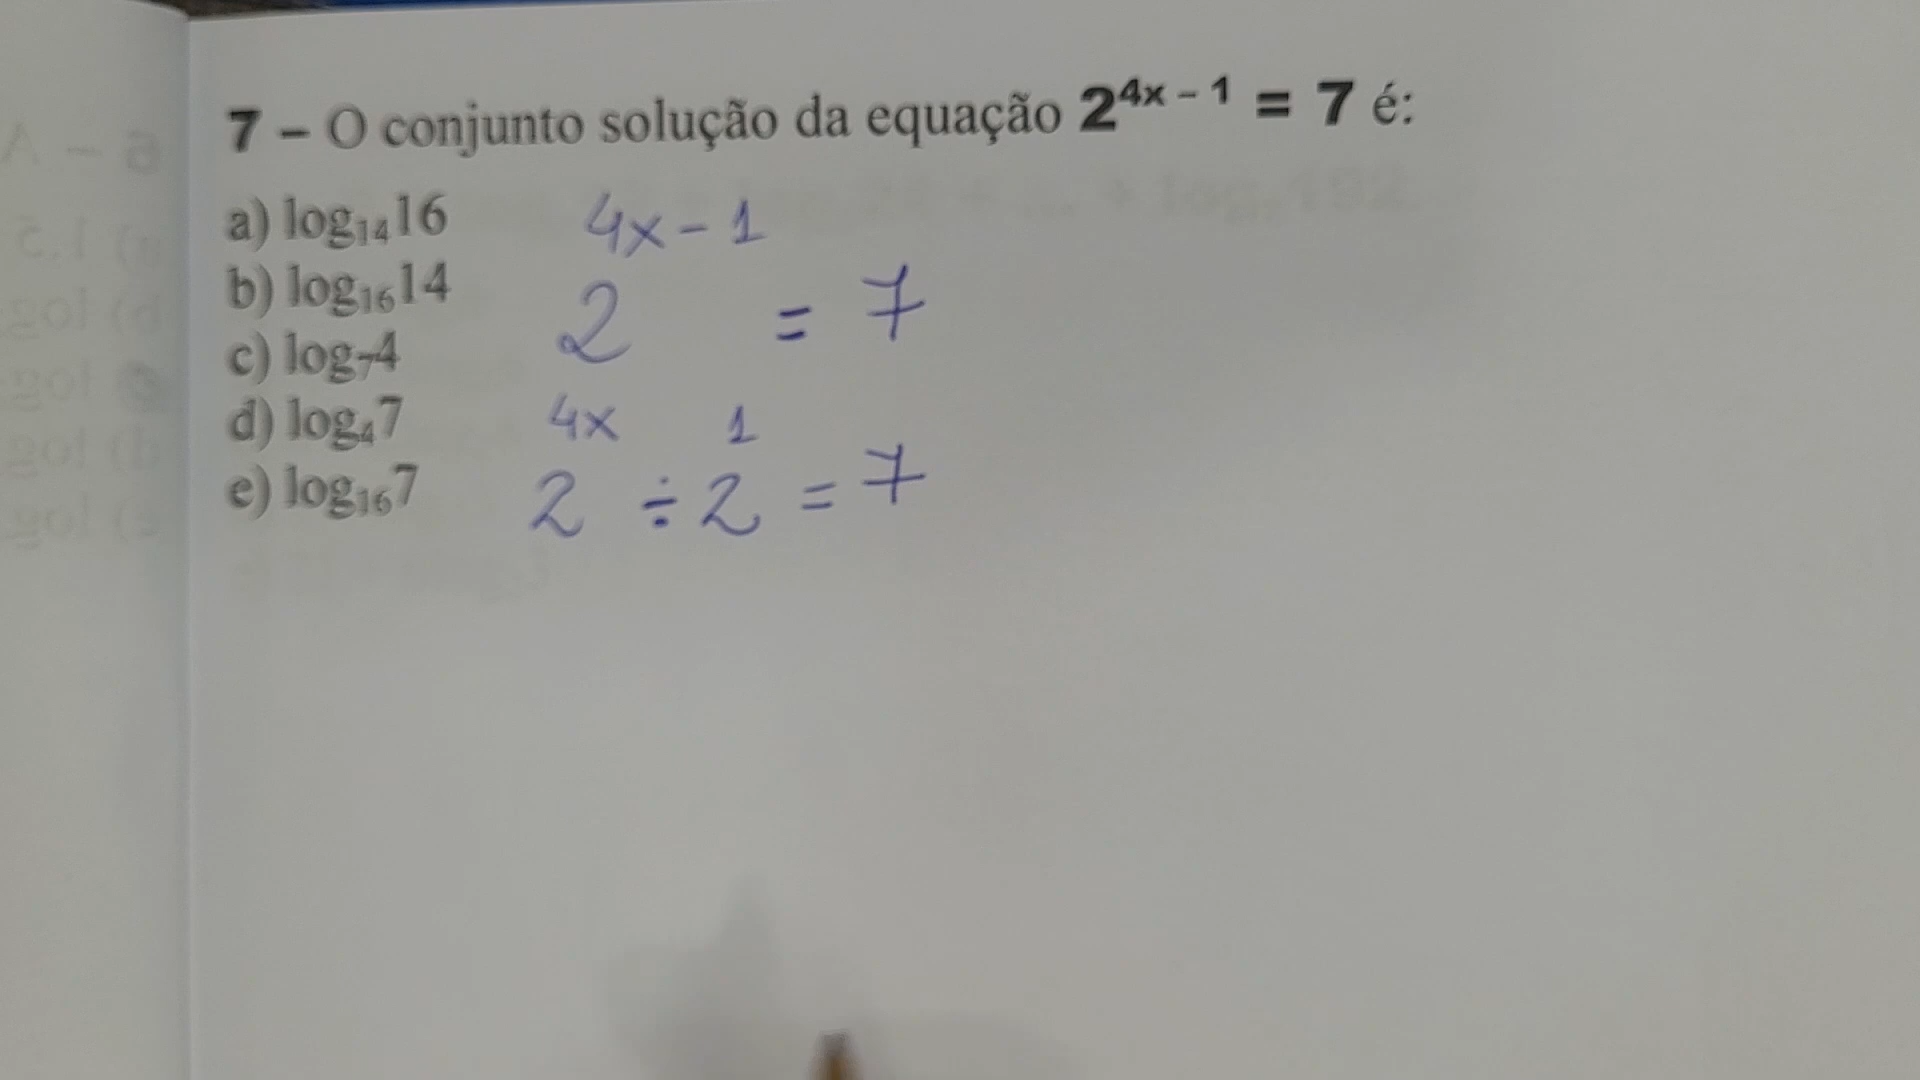 7 – O conjunto solução da equação 2^{4x – 1} = 7 é:
a) log₁₄16
b) log₁₆14
c) log₇4
d) log₄7
e) log₁₆7
4x – 1
2 = 7
4x 1
2 ÷ 2 = 7